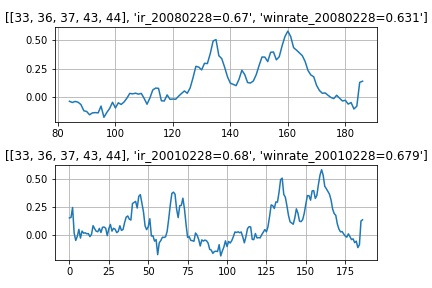 [[33, 36, 37, 43, 44], 'ir_20080228=0.67', 'winrate_20080228=0.631']
0.50
0.25
0.00
80 100 120 140 160 180
[[33, 36, 37, 43, 44], 'ir_20010228=0.68', 'winrate_20010228=0.679']
0.50
0.25
0.00
0 25 50 75 100 125 150 175